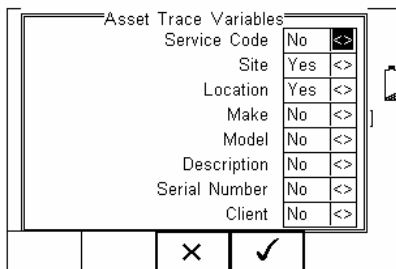 Asset Trace Variables
Service Code No <>
Site Yes <>
Location Yes <>
Make No <>
Model No <>
Description No <>
Serial Number No <>
Client No <>